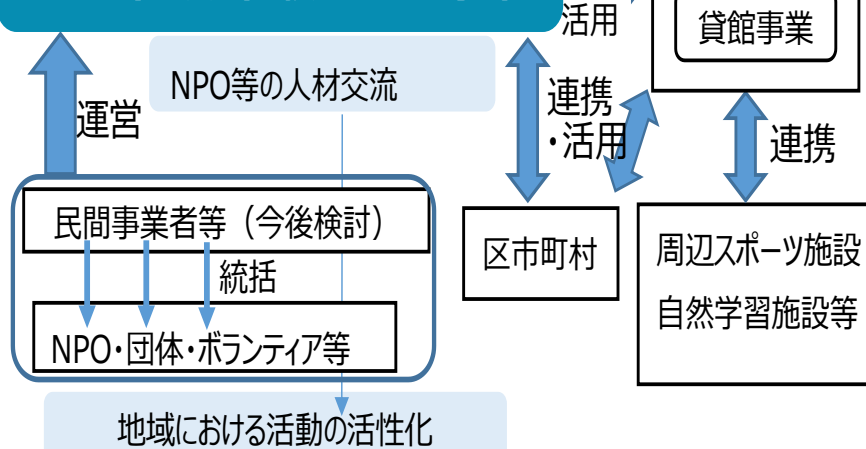 活用
貸館事業
NPO等の人材交流
運営
連携
・活用
連携
民間事業者等（今後検討）
統括
NPO・団体・ボランティア等
区市町村
周辺スポーツ施設
自然学習施設等
地域における活動の活性化